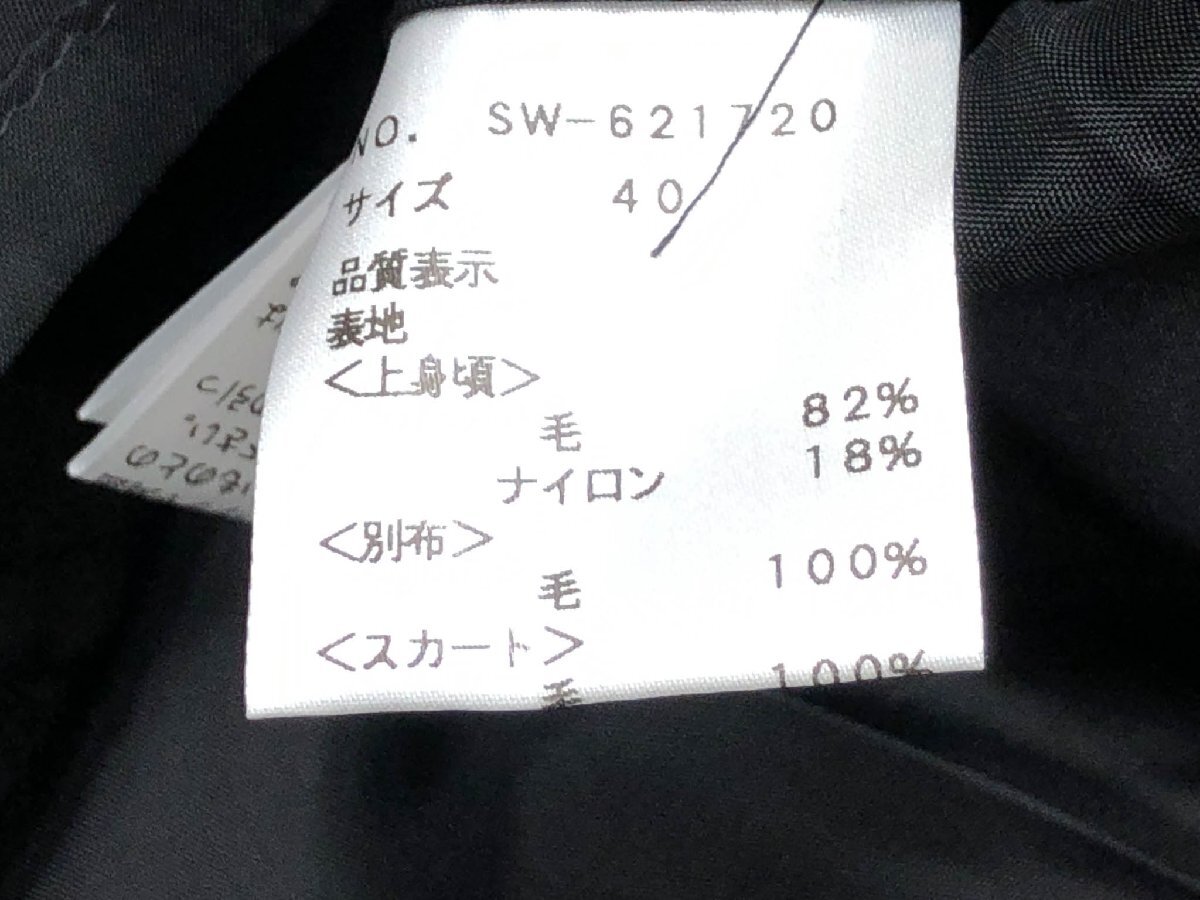 NO. SW-621720
サイズ 40
品質表示
表地
<上身頃>
毛 82%
ナイロン 18%
<別布>
毛 100%
<スカート>
毛 100%